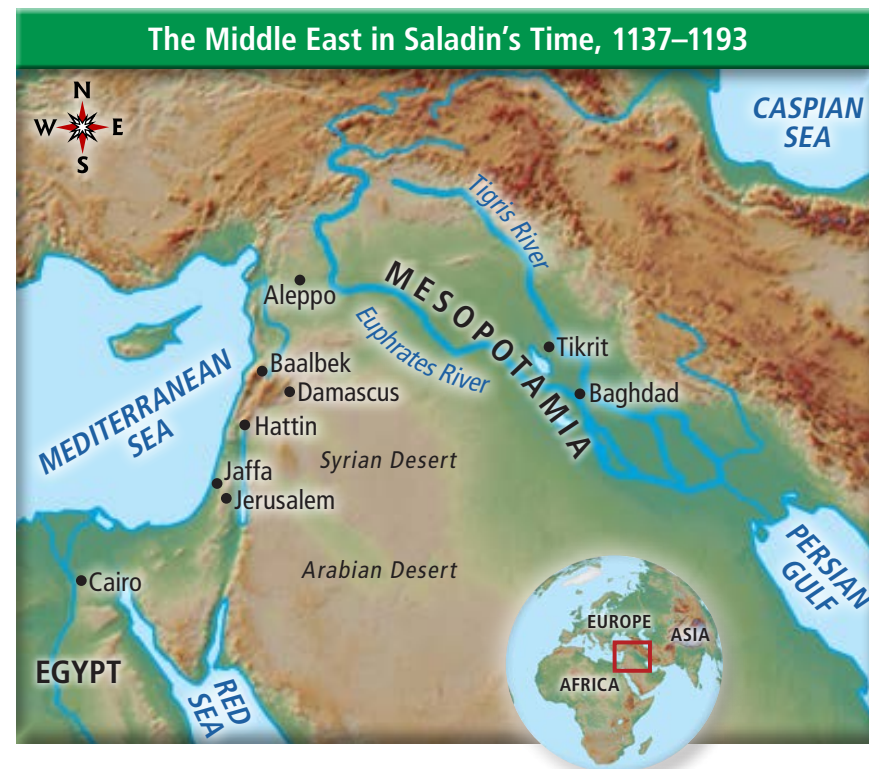 The Middle East in Saladin's Time, 1137–1193
N
W E
S
CASPIAN
SEA
Tigris River
MESOPOTAMIA
Aleppo
Euphrates River
Tikrit
Baalbek
Damascus
Baghdad
MEDITERRANEAN
SEA
Hattin
Syrian Desert
Jaffa
Jerusalem
PERSIAN
GULF
Arabian Desert
Cairo
EUROPE
ASIA
AFRICA
EGYPT
RED
SEA